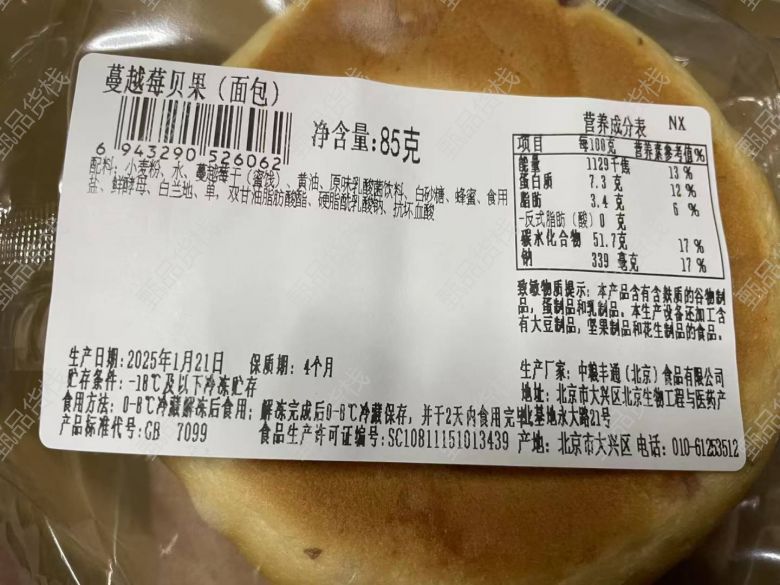 蔓越莓贝果（面包）
6 943290 526062
净含量:85克
配料：小麦粉、水、蔓越莓干（蜜饯）、黄油、原味乳酸菌饮料、白砂糖、蜂蜜、食用
盐、鲜酵母、白兰地、单，双甘油脂肪酸酯、硬脂酰乳酸钠、抗坏血酸
营养成分表 NX
项目 每100克 营养素参考值%
能量 1129千焦 13%
蛋白质 7.3 克 12%
脂肪 3.4 克 6%
-反式脂肪（酸）0 克
碳水化合物 51.7克 17%
钠 339 毫克 17%
致敏物质提示：本产品含有含麸质的谷物制
品，蛋制品和乳制品。本生产设备还加工含
有大豆制品，坚果制品和花生制品的食品。
生产日期：2025年1月21日 保质期：4个月
贮存条件：-18℃及以下冷冻贮存
食用方法：0-8℃冷藏解冻后食用；解冻完成后0-8℃冷藏保存，并于2天内食用完毕
产品标准代号:GB 7099 食品生产许可证编号:SC10811151013439
生产厂家：中粮丰通（北京）食品有限公司
地址：北京市大兴区北京生物工程与医药产
业基地永大路21号
产地：北京市大兴区 电话：010-61253512
甄品货栈